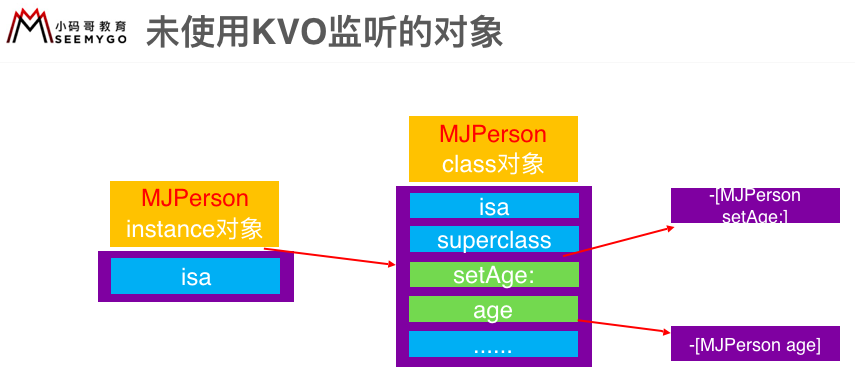 小码哥教育
SEEMYGO
未使用KVO监听的对象
MJPerson
class对象
MJPerson
instance对象
isa
isa
superclass
setAge:
age
......
-[MJPerson
setAge:]
-[MJPerson age]